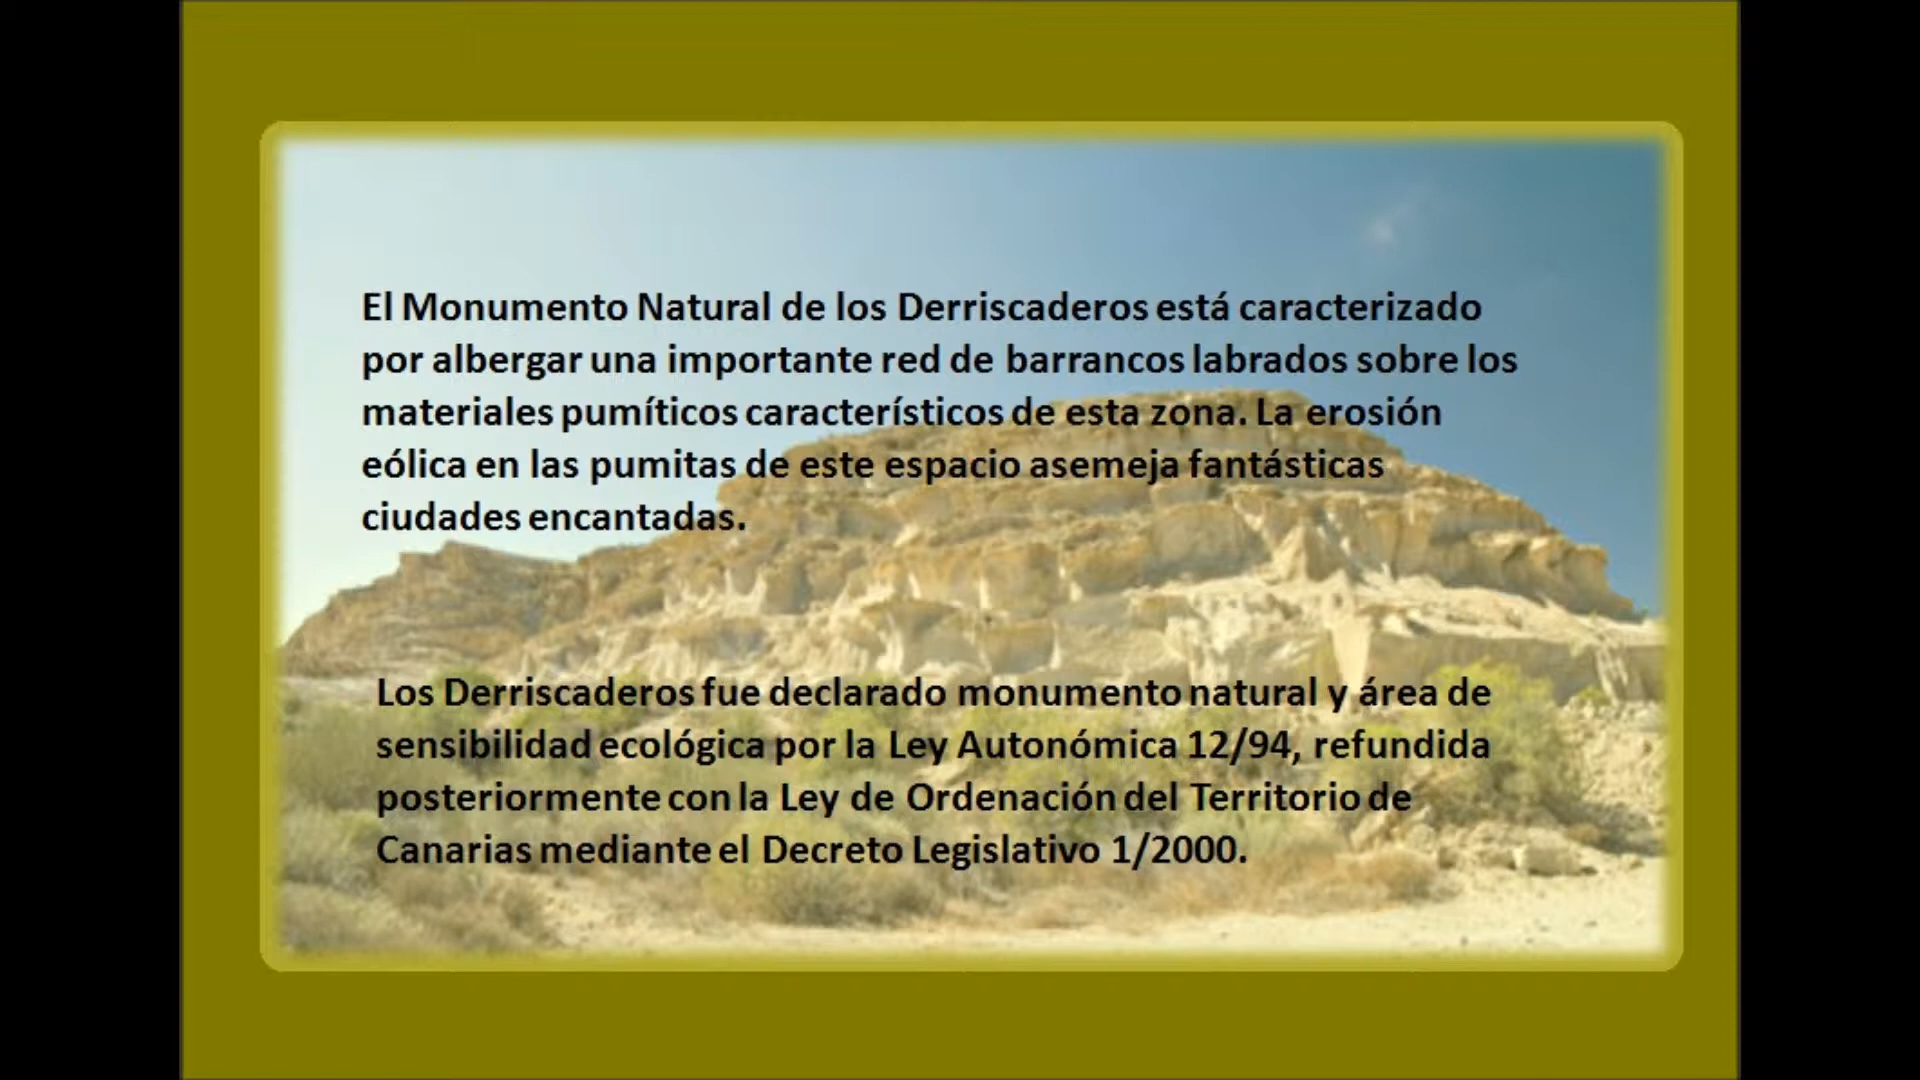 El Monumento Natural de los Derriscaderos está caracterizado
por albergar una importante red de barrancos labrados sobre los
materiales pumíticos característicos de esta zona. La erosión
eólica en las pumitas de este espacio asemeja fantásticas
ciudades encantadas.
Los Derriscaderos fue declarado monumento natural y área de
sensibilidad ecológica por la Ley Autonómica 12/94, refundida
posteriormente con la Ley de Ordenación del Territorio de
Canarias mediante el Decreto Legislativo 1/2000.